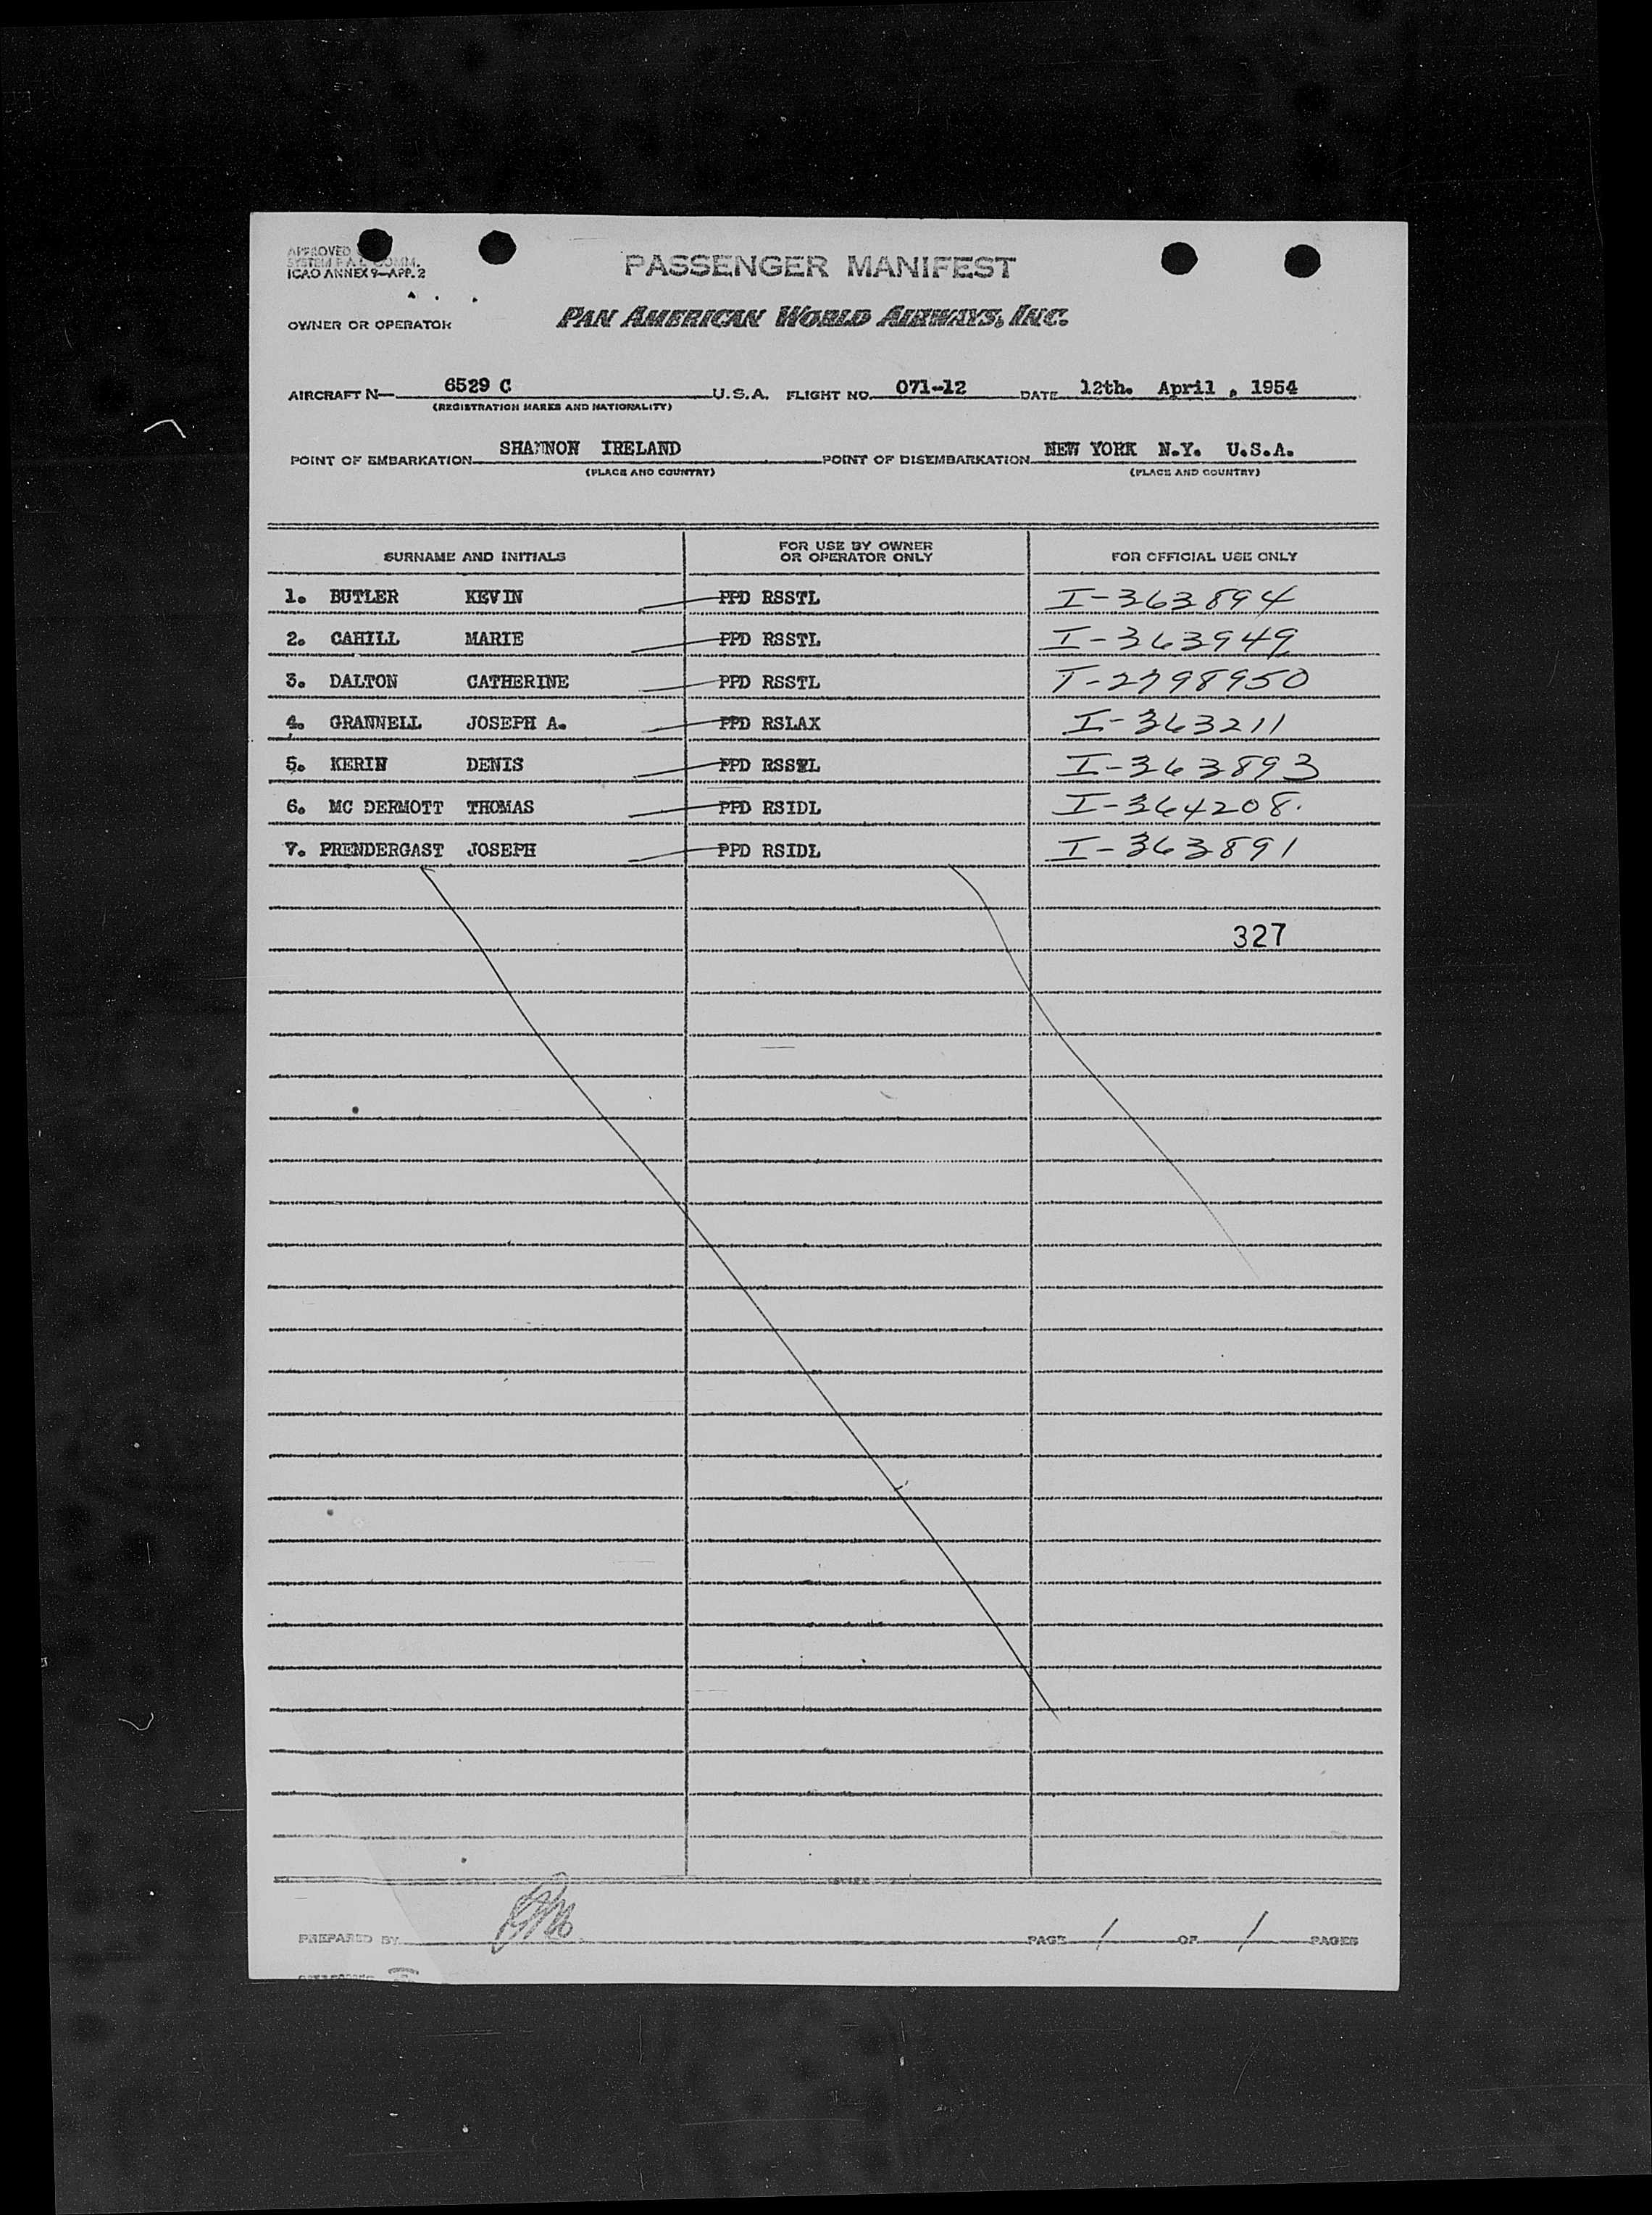 APPROVED
SYSTEM F.A.& COMM.
ICAO ANNEX 9—APP. 2
PASSENGER MANIFEST
OWNER OR OPERATOR PAN AMERICAN WORLD AIRWAYS, INC.
AIRCRAFT N— 6529 C U.S.A. FLIGHT NO. 071-12 DATE 12th. April , 1954
(REGISTRATION MARKS AND NATIONALITY)
POINT OF EMBARKATION SHANNON IRELAND POINT OF DISEMBARKATION NEW YORK N.Y. U.S.A.
(PLACE AND COUNTRY) (PLACE AND COUNTRY)
SURNAME AND INITIALS FOR USE BY OWNER OR OPERATOR ONLY FOR OFFICIAL USE ONLY
1. BUTLER KEVIN PPD RSSTL I-363894
2. CAHILL MARIE PPD RSSTL I-363949
3. DALTON CATHERINE PPD RSSTL T-2798950
4. GRANNELL JOSEPH A. PPD RSLAX I-363211
5. KERIN DENIS PPD RSSTL I-363893
6. MC DERMOTT THOMAS PPD RSIDL I-364208.
7. PRENDERGAST JOSEPH PPD RSIDL I-363891
327
PREPARED BY PAGE 1 OF 1 PAGES